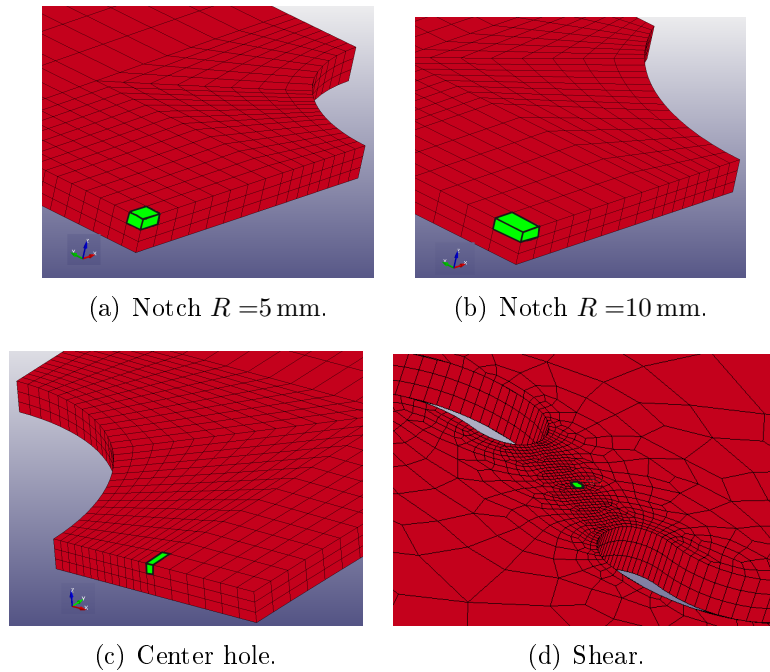 (a) Notch R =5 mm.
(b) Notch R =10 mm.
(c) Center hole.
(d) Shear.